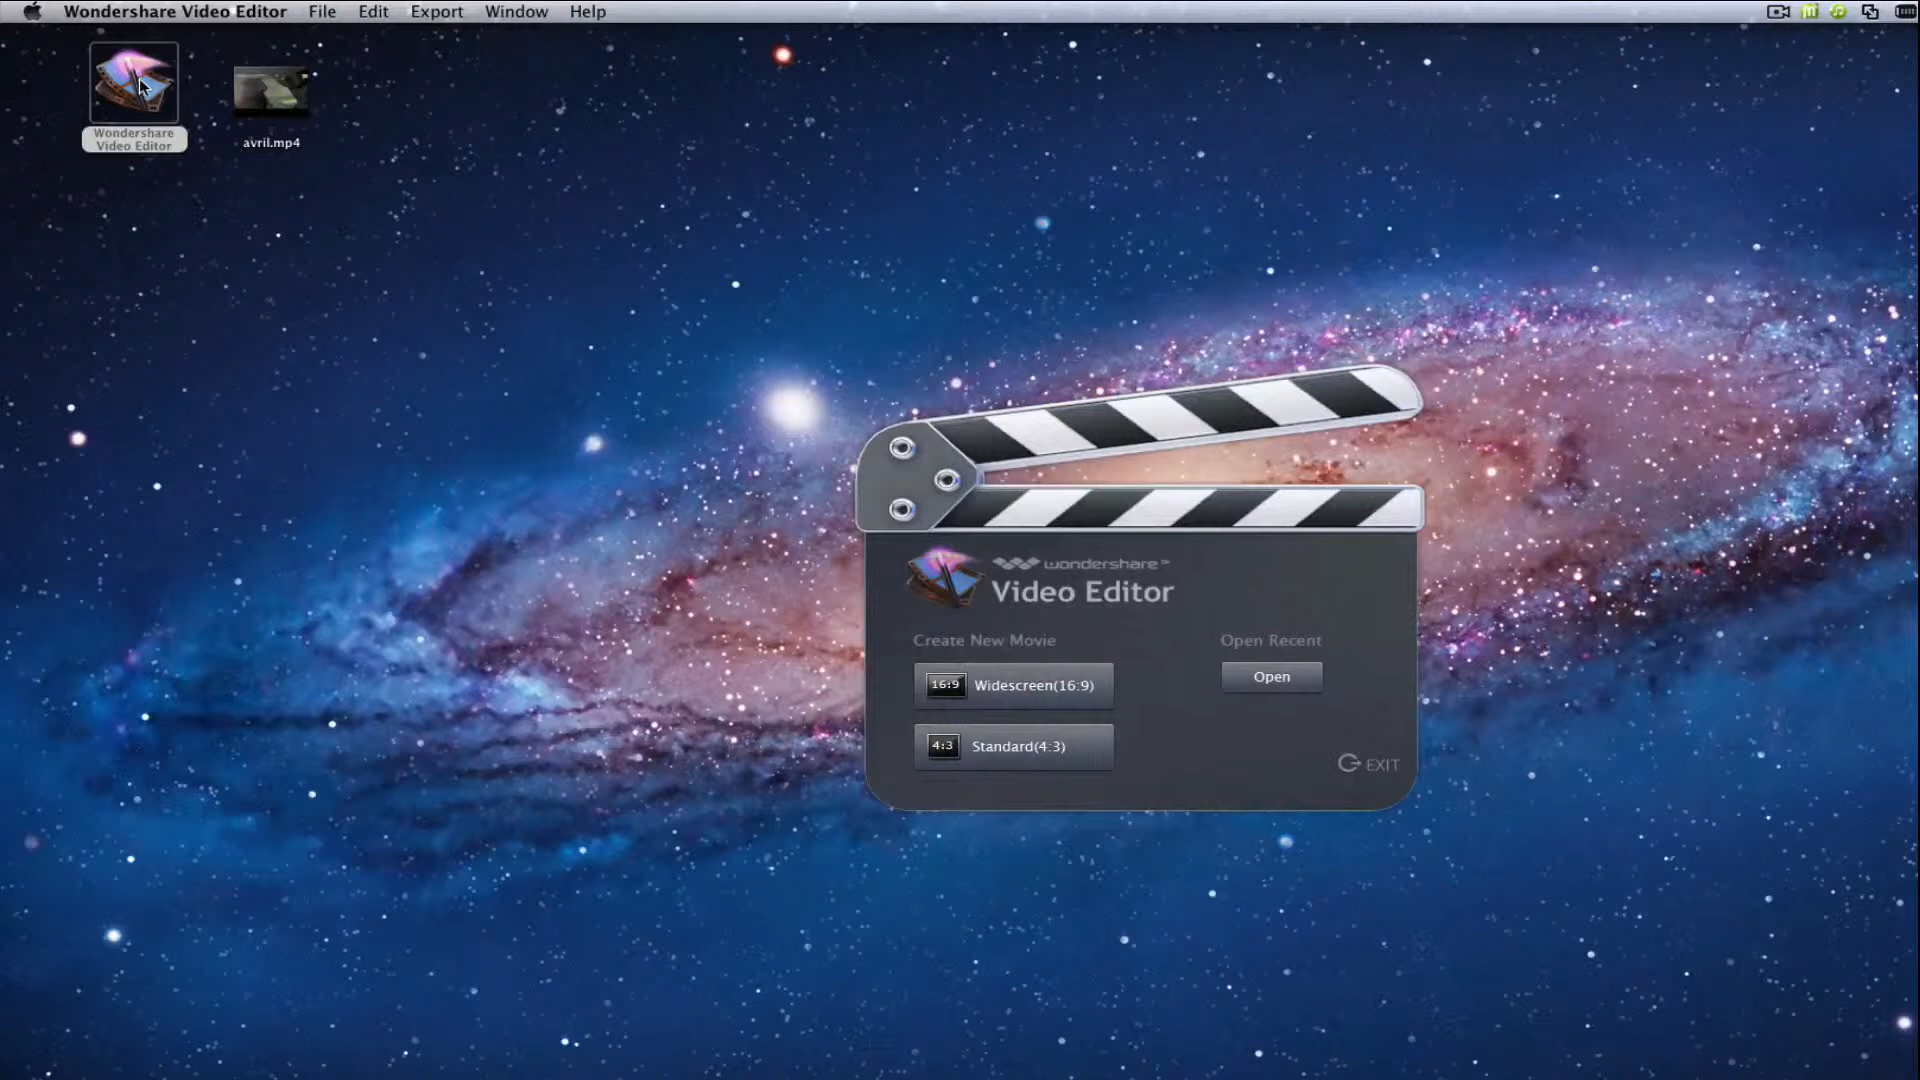 Wondershare Video Editor File Edit Export Window Help
Wondershare
Video Editor
avril.mp4
wondershare™
Video Editor
Create New Movie
Open Recent
16:9 Widescreen(16:9)
Open
4:3 Standard(4:3)
EXIT